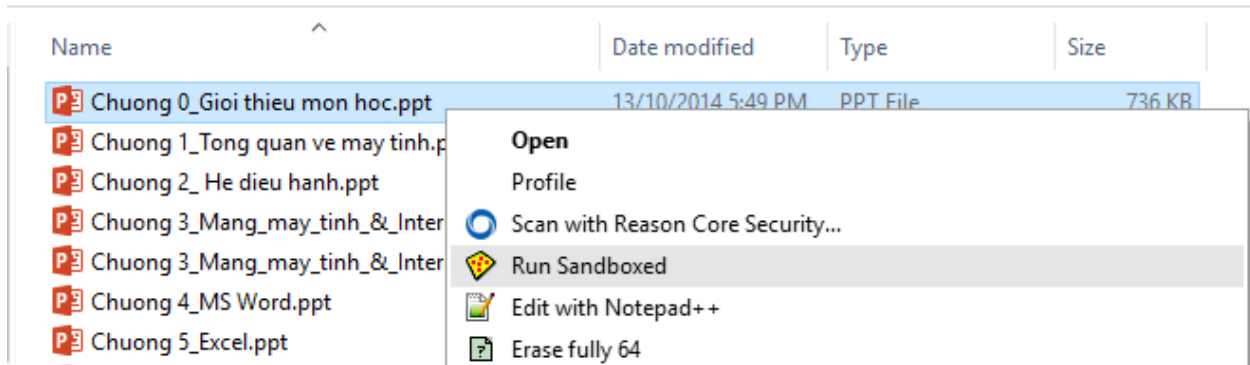 Name Date modified Type Size
Chuong 0_Gioi thieu mon hoc.ppt 13/10/2014 5:49 PM PPT File 736 KB
Chuong 1_Tong quan ve may tinh.p
Open
Chuong 2_ He dieu hanh.ppt
Profile
Chuong 3_Mang_may_tinh_&_Inter
Scan with Reason Core Security...
Chuong 3_Mang_may_tinh_&_Inter
Run Sandboxed
Chuong 4_MS Word.ppt
Edit with Notepad++
Chuong 5_Excel.ppt
Erase fully 64